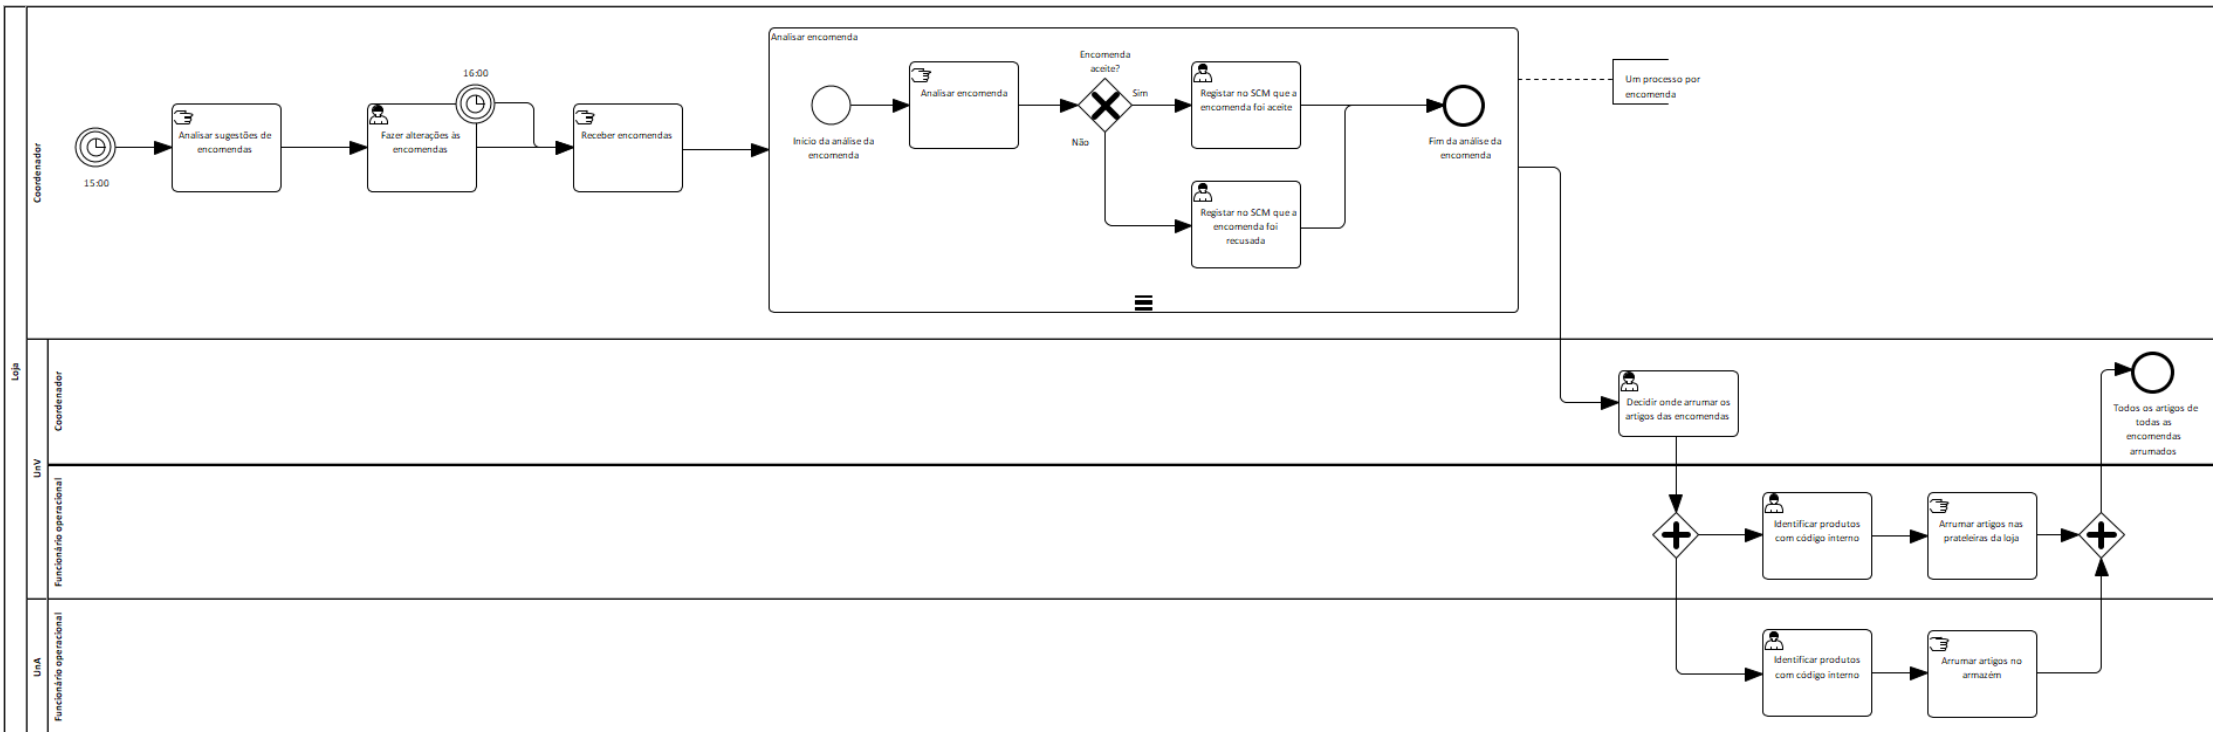 Loja
Coordenador
15:00
Analisar sugestões de
encomendas
Fazer alterações às
encomendas
16:00
Receber encomendas
Analisar encomenda
Início da análise da
encomenda
Analisar encomenda
Encomenda
aceite?
Sim
Não
Registar no SCM que a
encomenda foi aceite
Registar no SCM que a
encomenda foi
recusada
Fim da análise da
encomenda
Um processo por
encomenda
UnV
Coordenador
Decidir onde arrumar os
artigos das encomendas
Todos os artigos de
todas as
encomendas
arrumados
Funcionário operacional
Identificar produtos
com código interno
Arrumar artigos nas
prateleiras da loja
UnA
Funcionário operacional
Identificar produtos
com código interno
Arrumar artigos no
armazém